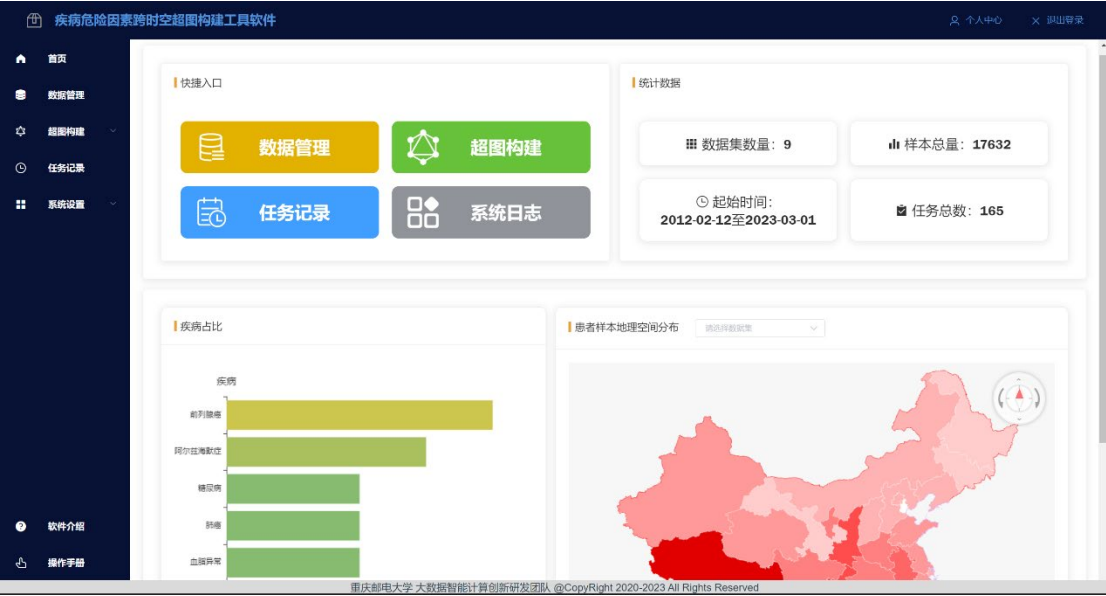 疾病危险因素跨时空超图构建工具软件
个人中心
退出登录
首页
数据管理
超图构建
任务记录
系统设置
软件介绍
操作手册
快捷入口
数据管理
超图构建
任务记录
系统日志
统计数据
数据集数量：9
样本总量：17632
起始时间：
2012-02-12至2023-03-01
任务总数：165
疾病占比
疾病
前列腺癌
阿尔兹海默症
糖尿病
肺癌
血脂异常
患者样本地理空间分布
请选择数据集
重庆邮电大学 大数据智能计算创新研发团队 @CopyRight 2020-2023 All Rights Reserved